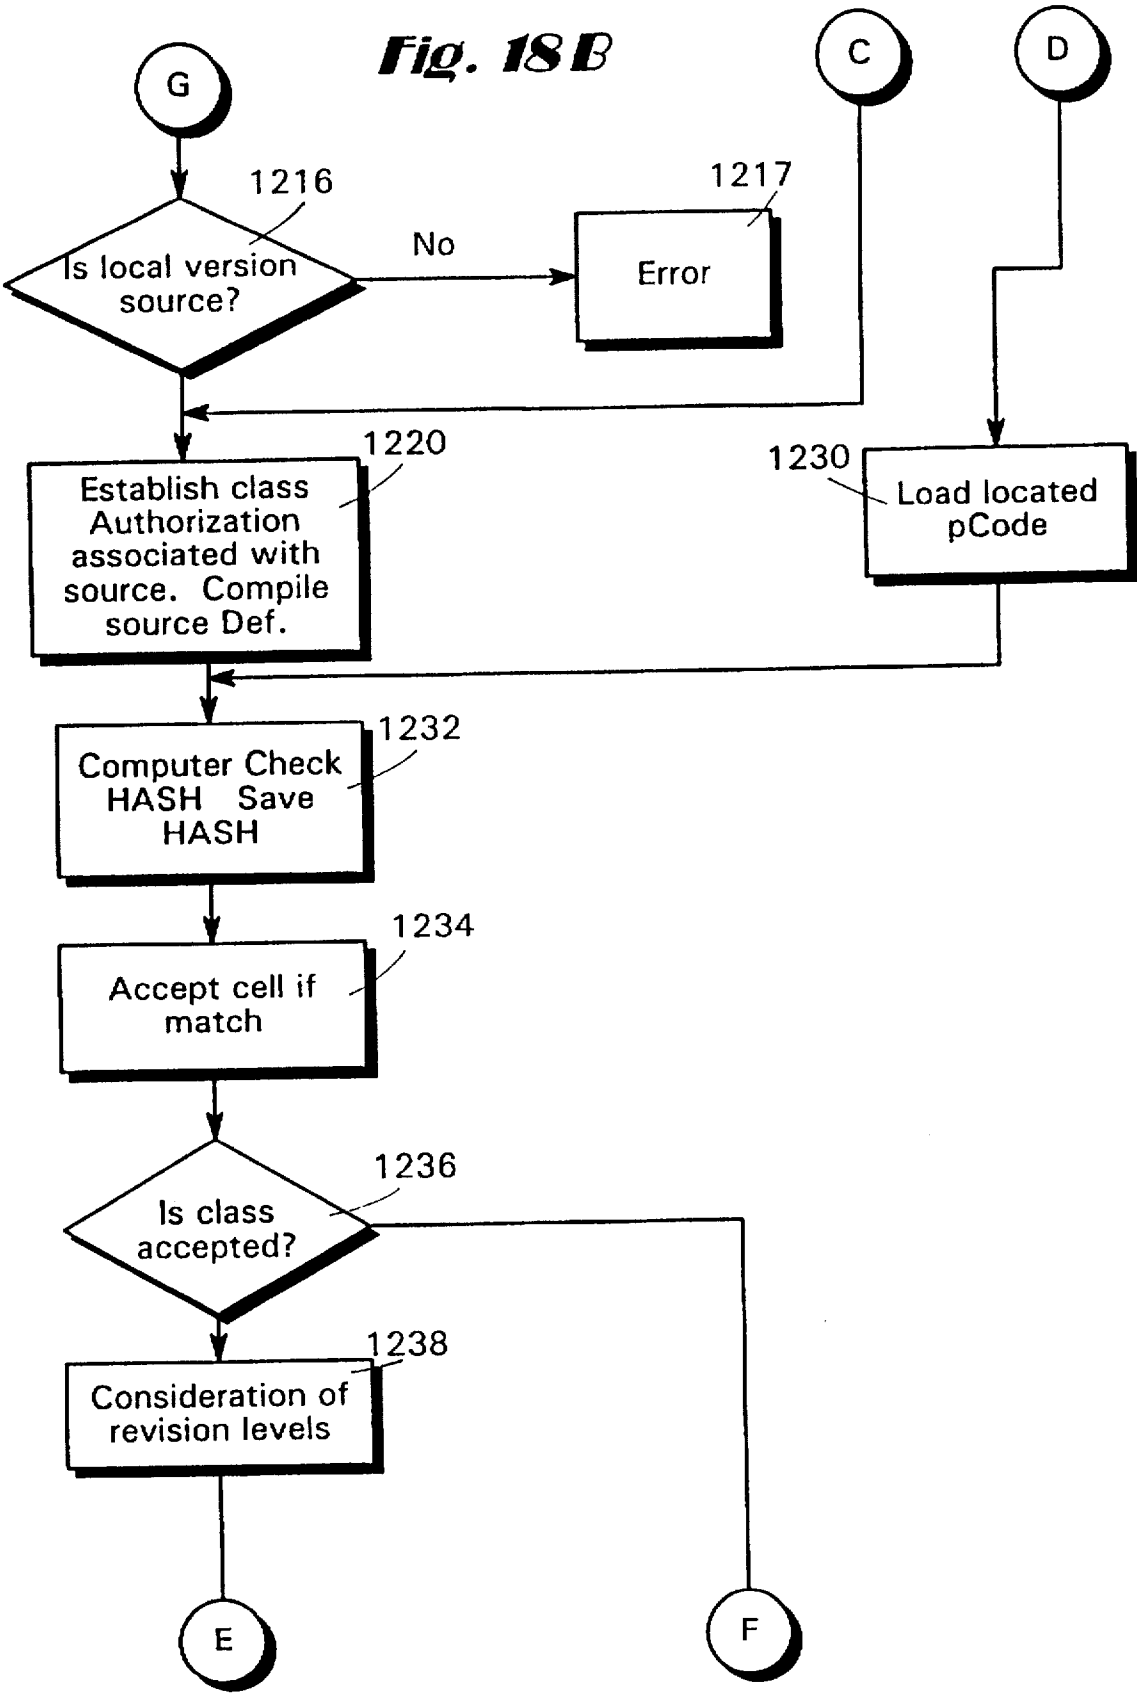 Fig. 18B
G
C
D
1216
1217
Is local version
source?
No
Error
1220
Establish class
Authorization
associated with
source. Compile
source Def.
1230
Load located
pCode
1232
Computer Check
HASH Save
HASH
1234
Accept cell if
match
1236
Is class
accepted?
1238
Consideration of
revision levels
E
F